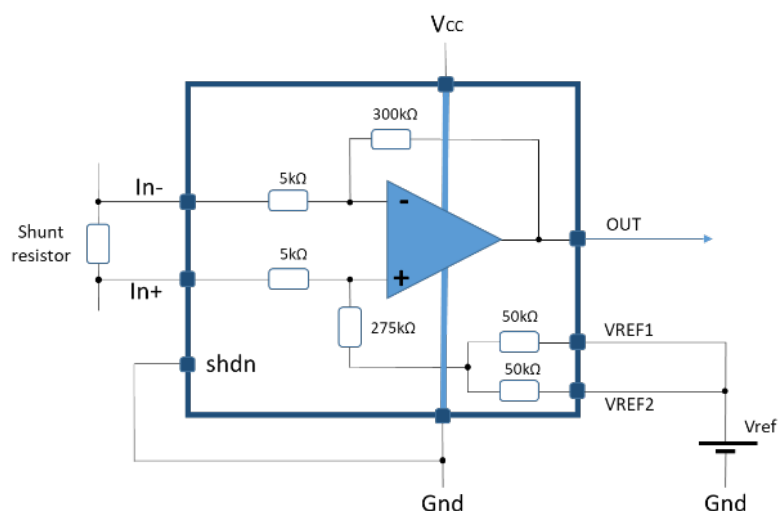 Vcc
300kΩ
5kΩ
In-
-
Shunt
resistor
OUT
5kΩ
+
In+
275kΩ
50kΩ
VREF1
shdn
50kΩ
VREF2
Vref
Gnd
Gnd